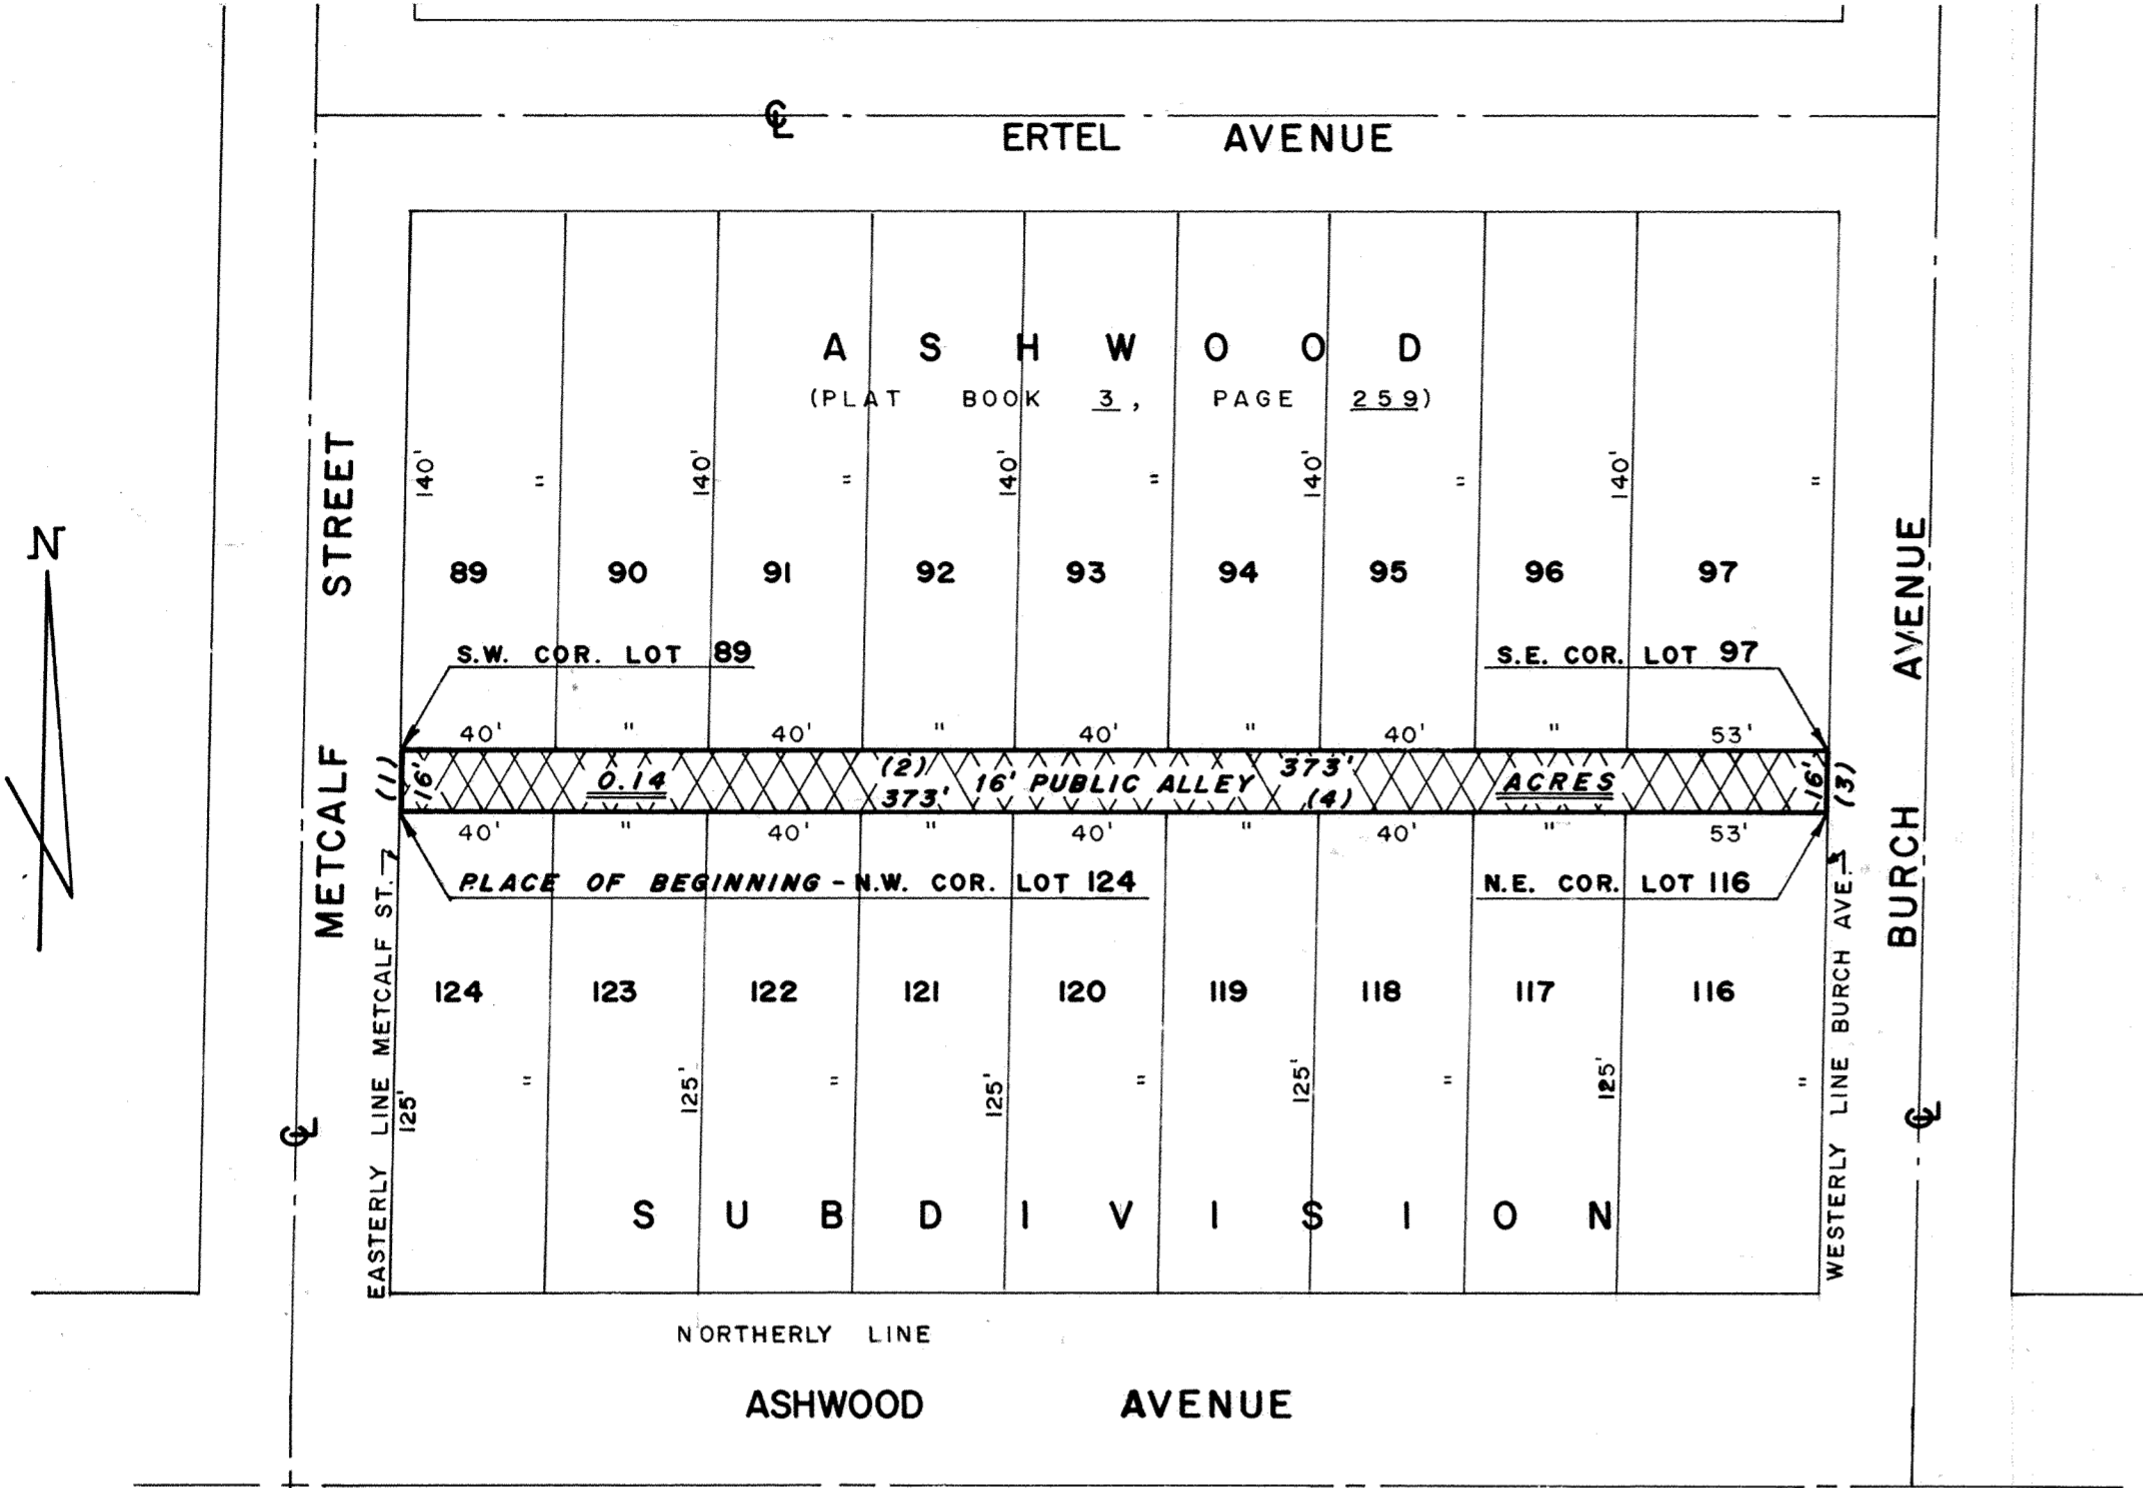 ℄
ERTEL AVENUE
A S H W O O D
(PLAT BOOK 3, PAGE 259)
STREET
140' " 140' " 140' " 140' " 140' "
N
89 90 91 92 93 94 95 96 97
AVENUE
S.W. COR. LOT 89
S.E. COR. LOT 97
40' " 40' " 40' " 40' " 53'
(1) 16' 0.14 (2) 373' 16' PUBLIC ALLEY 373' (4) ACRES 16' (3)
METCALF
BURCH
40' " 40' " 40' " 40' " 53'
PLACE OF BEGINNING - N.W. COR. LOT 124
N.E. COR. LOT 116
EASTERLY LINE METCALF ST.
WESTERLY LINE BURCH AVE.
124 123 122 121 120 119 118 117 116
125' " 125' " 125' " 125' " 125' "
℄
℄
S U B D I V I S I O N
NORTHERLY LINE
ASHWOOD AVENUE